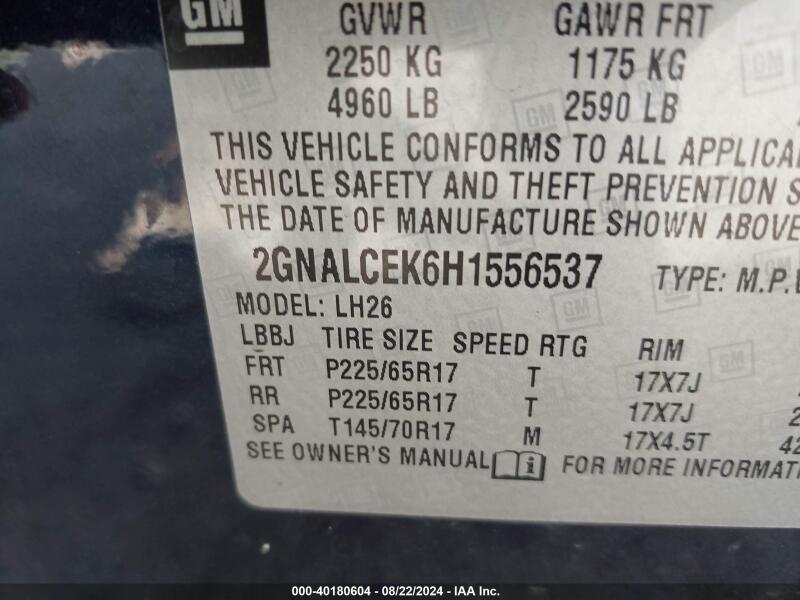 GM
GVWR GAWR FRT
2250 KG 1175 KG
4960 LB 2590 LB
THIS VEHICLE CONFORMS TO ALL APPLICA
VEHICLE SAFETY AND THEFT PREVENTION S
THE DATE OF MANUFACTURE SHOWN ABOVE
2GNALCEK6H1556537 TYPE: M.P.
MODEL: LH26
LBBJ TIRE SIZE SPEED RTG RIM
FRT P225/65R17 T 17X7J
RR P225/65R17 T 17X7J 2
SPA T145/70R17 M 17X4.5T 42
SEE OWNER'S MANUAL i FOR MORE INFORMATI
000-40180604 - 08/22/2024 - IAA Inc.